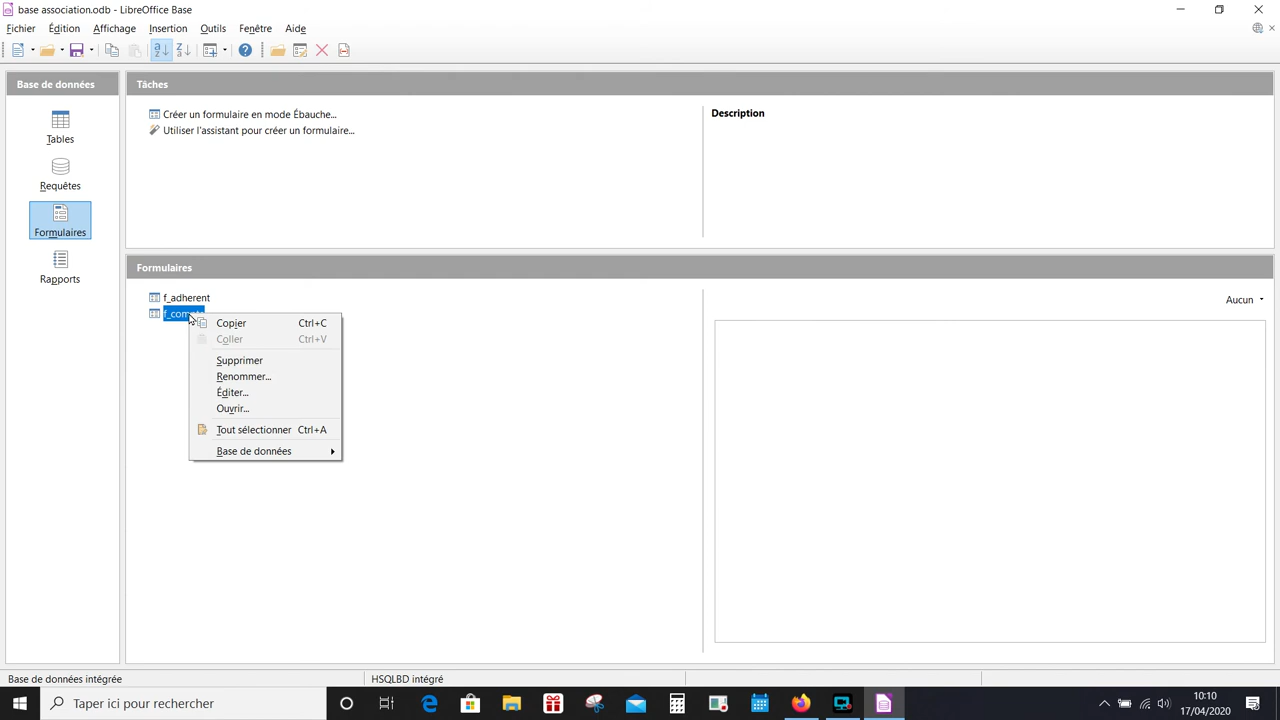 base association.odb - LibreOffice Base
Fichier Édition Affichage Insertion Outils Fenêtre Aide
Base de données
Tables
Requêtes
Formulaires
Rapports
Tâches
Créer un formulaire en mode Ébauche...
Utiliser l'assistant pour créer un formulaire...
Description
Formulaires
f_adherent
Aucun
Copier Ctrl+C
Coller Ctrl+V
Supprimer
Renommer...
Éditer...
Ouvrir...
Tout sélectionner Ctrl+A
Base de données
Base de données intégrée
HSQLBD intégré
Taper ici pour rechercher
10:10
17/04/2020